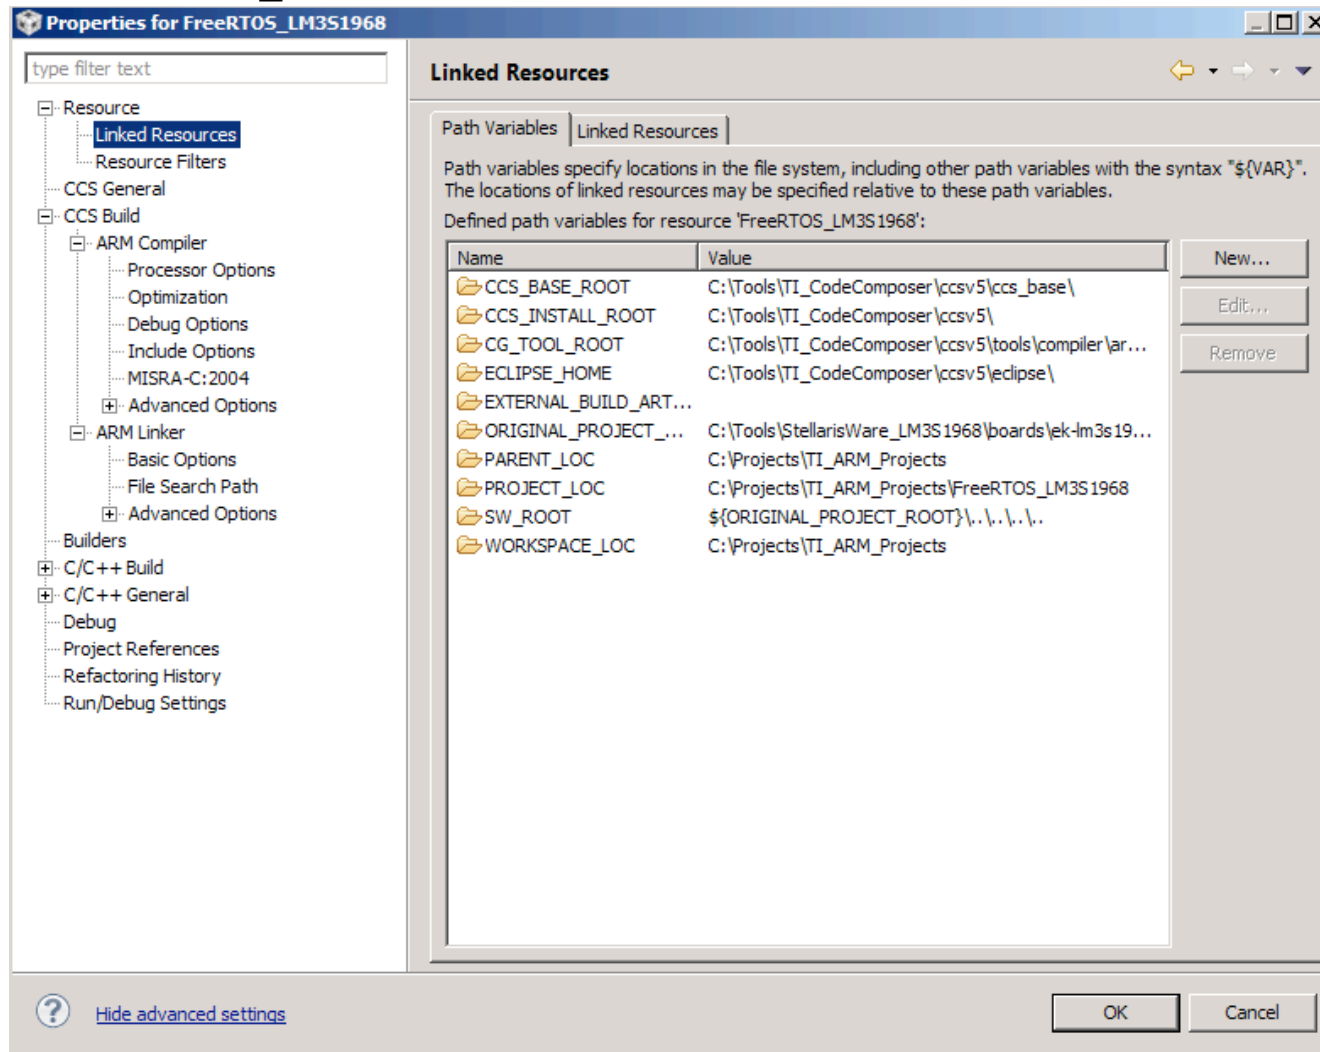 Properties for FreeRTOS_LM3S1968
type filter text
Resource
Linked Resources
Resource Filters
CCS General
CCS Build
ARM Compiler
Processor Options
Optimization
Debug Options
Include Options
MISRA-C:2004
Advanced Options
ARM Linker
Basic Options
File Search Path
Advanced Options
Builders
C/C++ Build
C/C++ General
Debug
Project References
Refactoring History
Run/Debug Settings
Linked Resources
Path Variables Linked Resources
Path variables specify locations in the file system, including other path variables with the syntax "${VAR}".
The locations of linked resources may be specified relative to these path variables.
Defined path variables for resource 'FreeRTOS_LM3S1968':
Name Value
CCS_BASE_ROOT C:\Tools\TI_CodeComposer\ccsv5\ccs_base\
CCS_INSTALL_ROOT C:\Tools\TI_CodeComposer\ccsv5\
CG_TOOL_ROOT C:\Tools\TI_CodeComposer\ccsv5\tools\compiler\ar...
ECLIPSE_HOME C:\Tools\TI_CodeComposer\ccsv5\eclipse\
EXTERNAL_BUILD_ART...
ORIGINAL_PROJECT_... C:\Tools\StellarisWare_LM3S1968\boards\ek-lm3s19...
PARENT_LOC C:\Projects\TI_ARM_Projects
PROJECT_LOC C:\Projects\TI_ARM_Projects\FreeRTOS_LM3S1968
SW_ROOT ${ORIGINAL_PROJECT_ROOT}\..\..\..\..
WORKSPACE_LOC C:\Projects\TI_ARM_Projects
New...
Edit...
Remove
Hide advanced settings
OK
Cancel